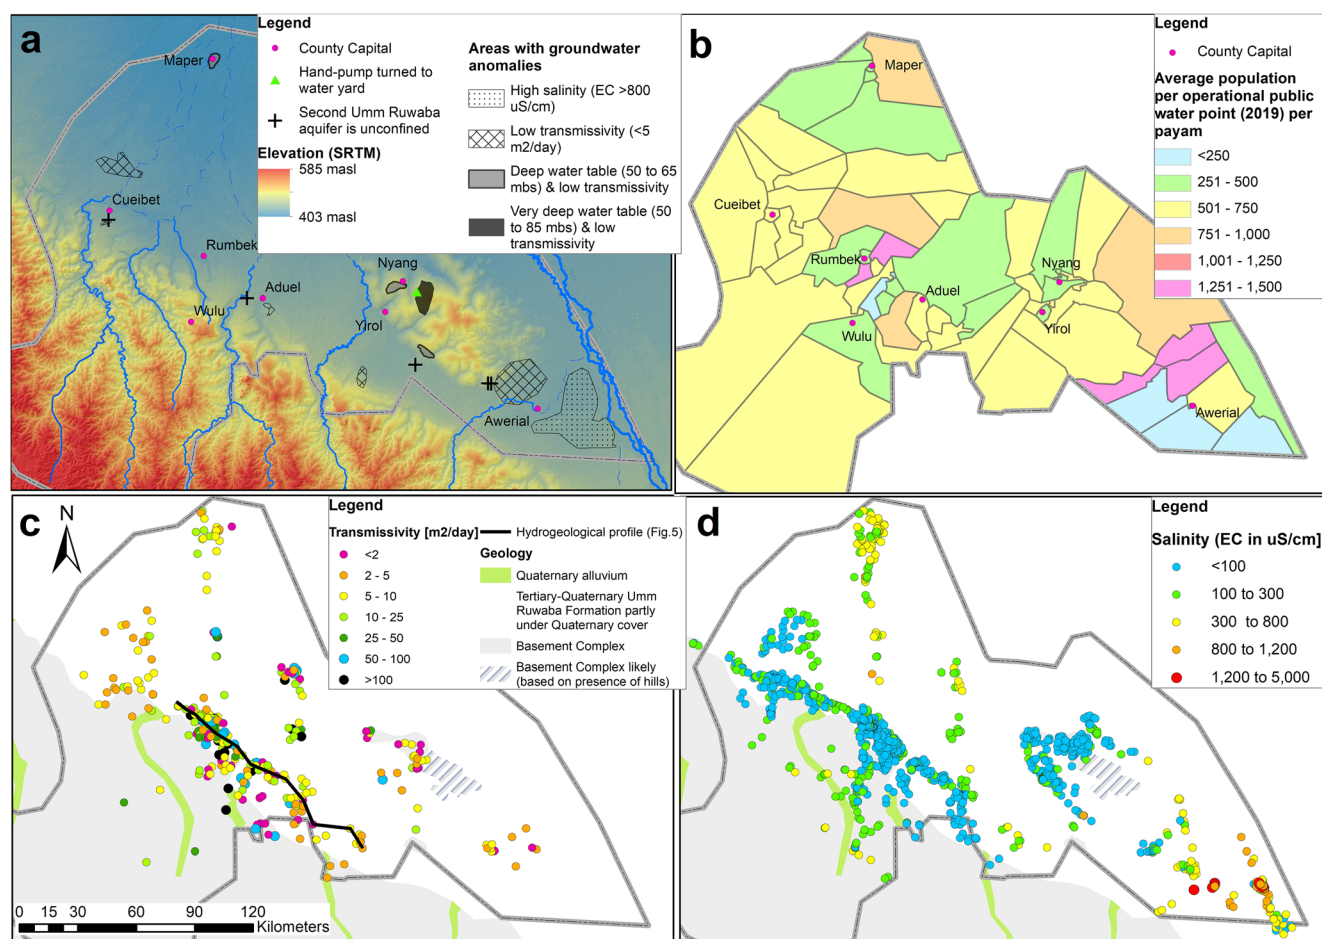 a
Legend
County Capital
Hand-pump turned to
water yard
Second Umm Ruwaba
aquifer is unconfined
Elevation (SRTM)
585 masl
403 masl
Areas with groundwater
anomalies
High salinity (EC >800
uS/cm)
Low transmissivity (<5
m2/day)
Deep water table (50 to 65
mbs) & low transmissivity
Very deep water table (50
to 85 mbs) & low
transmissivity
Maper
Cueibet
Rumbek
Wulu
Aduel
Nyang
Yirol
Awerial
b
Legend
County Capital
Average population
per operational public
water point (2019) per
payam
<250
251 - 500
501 - 750
751 - 1,000
1,001 - 1,250
1,251 - 1,500
Maper
Cueibet
Rumbek
Nyang
Aduel
Yirol
Wulu
Awerial
c
N
Legend
Transmissivity [m2/day]
<2
2 - 5
5 - 10
10 - 25
25 - 50
50 - 100
>100
Hydrogeological profile (Fig.5)
Geology
Quaternary alluvium
Tertiary-Quaternary Umm
Ruwaba Formation partly
under Quaternary cover
Basement Complex
Basement Complex likely
(based on presence of hills)
0 15 30 60 90 120
Kilometers
d
Legend
Salinity (EC in uS/cm]
<100
100 to 300
300 to 800
800 to 1,200
1,200 to 5,000